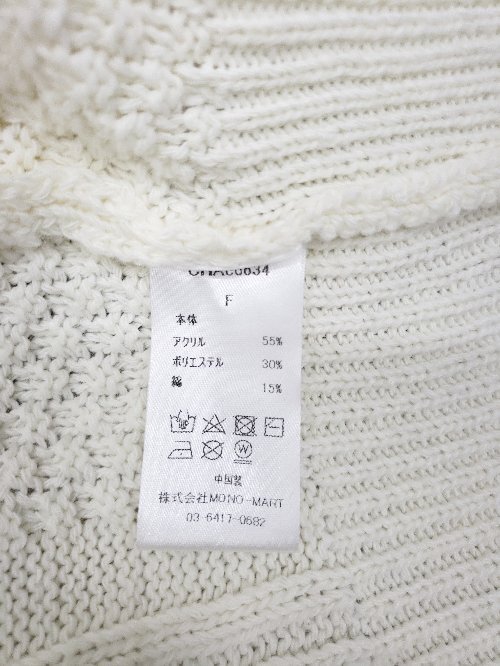 F
本体
アクリル 55%
ポリエステル 30%
綿 15%
W
中国製
株式会社MONO-MART
03-6417-0682